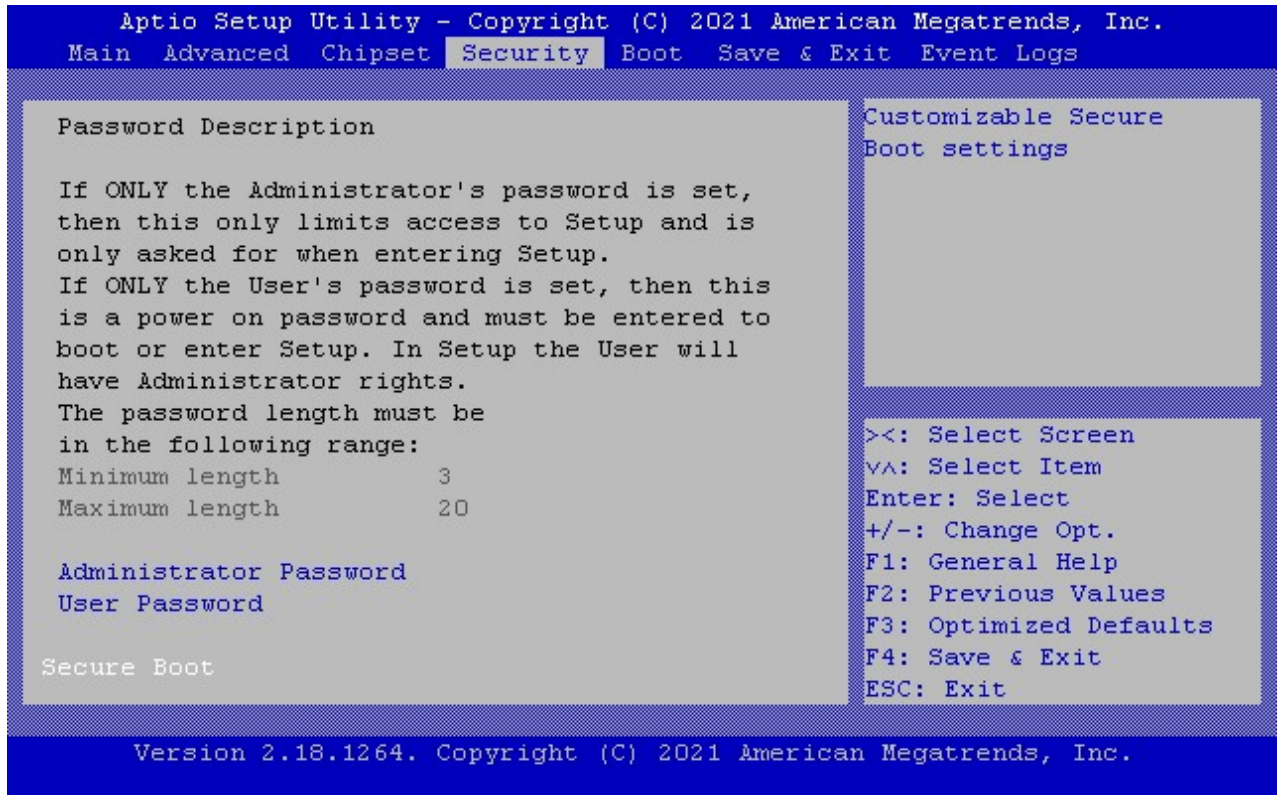 Aptio Setup Utility - Copyright (C) 2021 American Megatrends, Inc.
Main Advanced Chipset Security Boot Save & Exit Event Logs
Password Description
If ONLY the Administrator's password is set,
then this only limits access to Setup and is
only asked for when entering Setup.
If ONLY the User's password is set, then this
is a power on password and must be entered to
boot or enter Setup. In Setup the User will
have Administrator rights.
The password length must be
in the following range:
Minimum length 3
Maximum length 20
Administrator Password
User Password
Secure Boot
Customizable Secure
Boot settings
><: Select Screen
v^: Select Item
Enter: Select
+/-: Change Opt.
F1: General Help
F2: Previous Values
F3: Optimized Defaults
F4: Save & Exit
ESC: Exit
Version 2.18.1264. Copyright (C) 2021 American Megatrends, Inc.